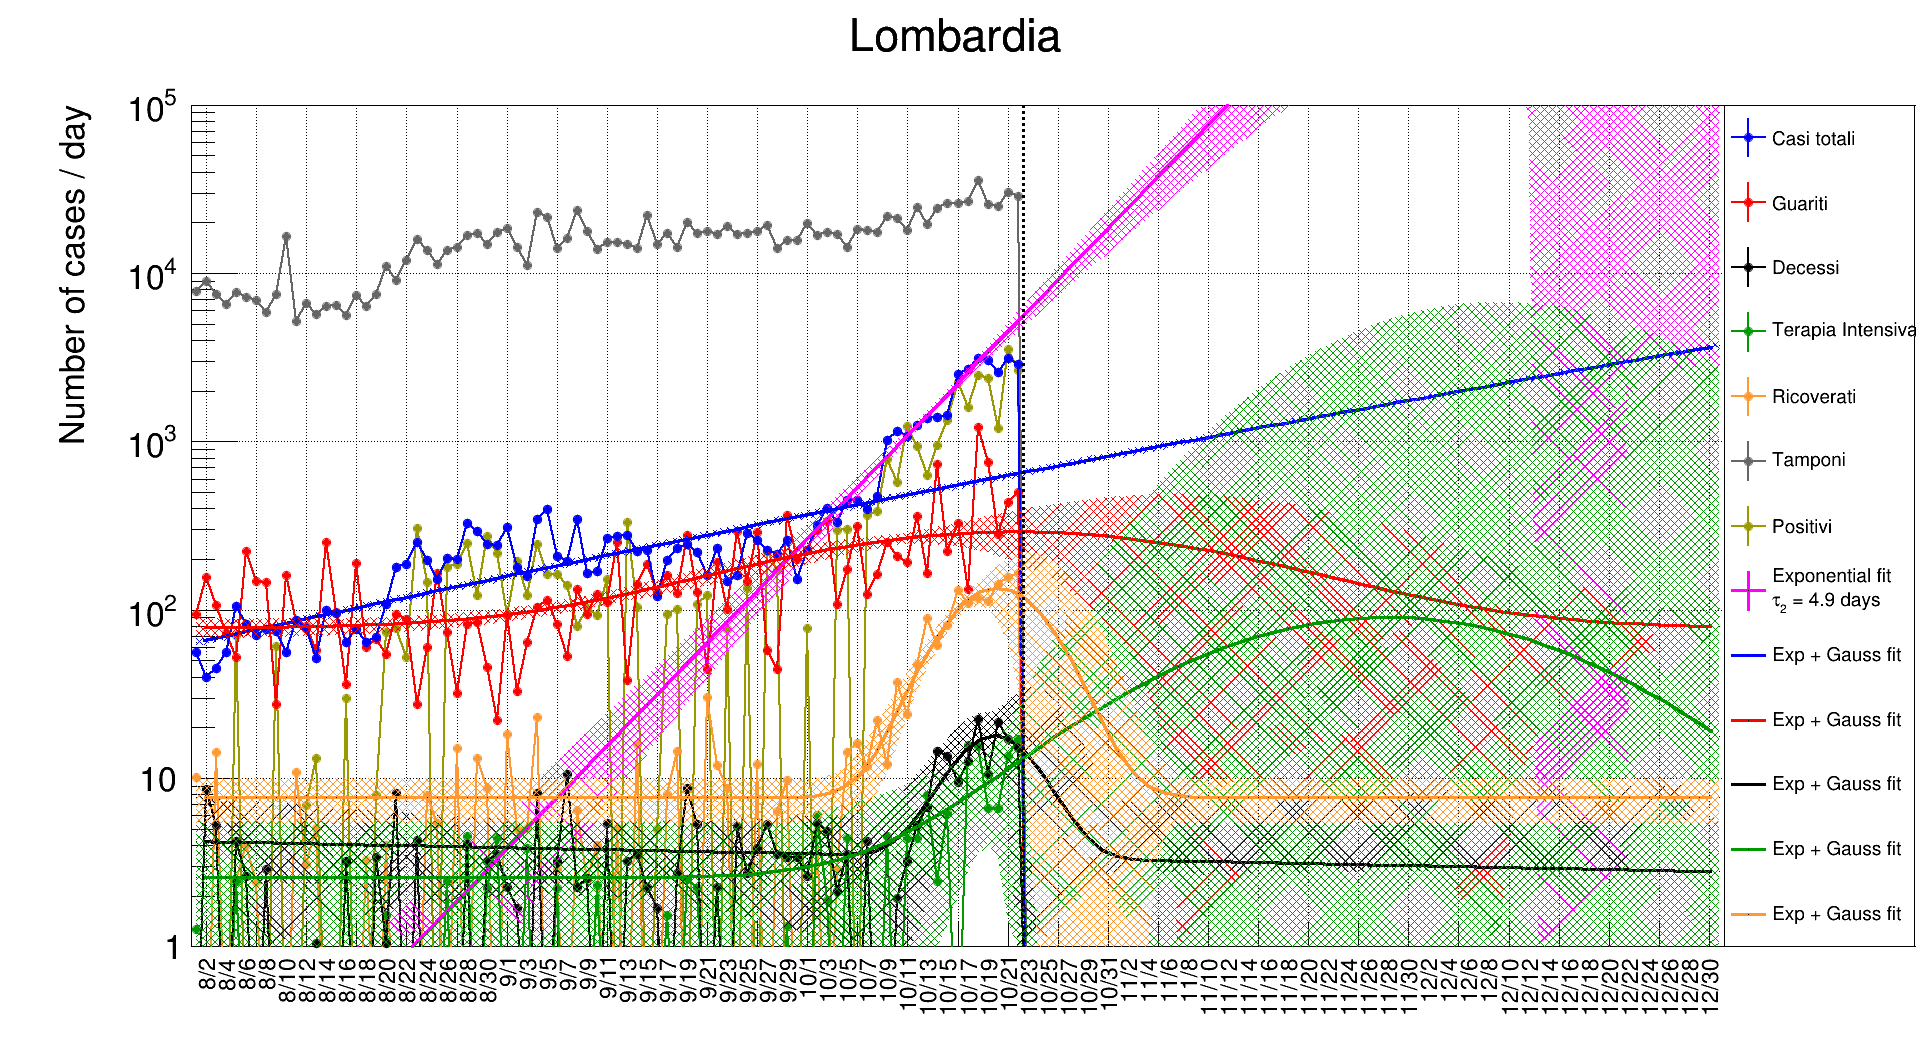 Lombardia
Number of cases / day
10^5
10^4
10^3
10^2
10
1
8/2 8/4 8/6 8/8 8/10 8/12 8/14 8/16 8/18 8/20 8/22 8/24 8/26 8/28 8/30 9/1 9/3 9/5 9/7 9/9 9/11 9/13 9/15 9/17 9/19 9/21 9/23 9/25 9/27 9/29 10/1 10/3 10/5 10/7 10/9 10/11 10/13 10/15 10/17 10/19 10/21 10/23 10/25 10/27 10/29 10/31 11/2 11/4 11/6 11/8 11/10 11/12 11/14 11/16 11/18 11/20 11/22 11/24 11/26 11/28 11/30 12/2 12/4 12/6 12/8 12/10 12/12 12/14 12/16 12/18 12/20 12/22 12/24 12/26 12/28 12/30
Casi totali
Guariti
Decessi
Terapia Intensiva
Ricoverati
Tamponi
Positivi
Exponential fit
τ₂ = 4.9 days
Exp + Gauss fit
Exp + Gauss fit
Exp + Gauss fit
Exp + Gauss fit
Exp + Gauss fit